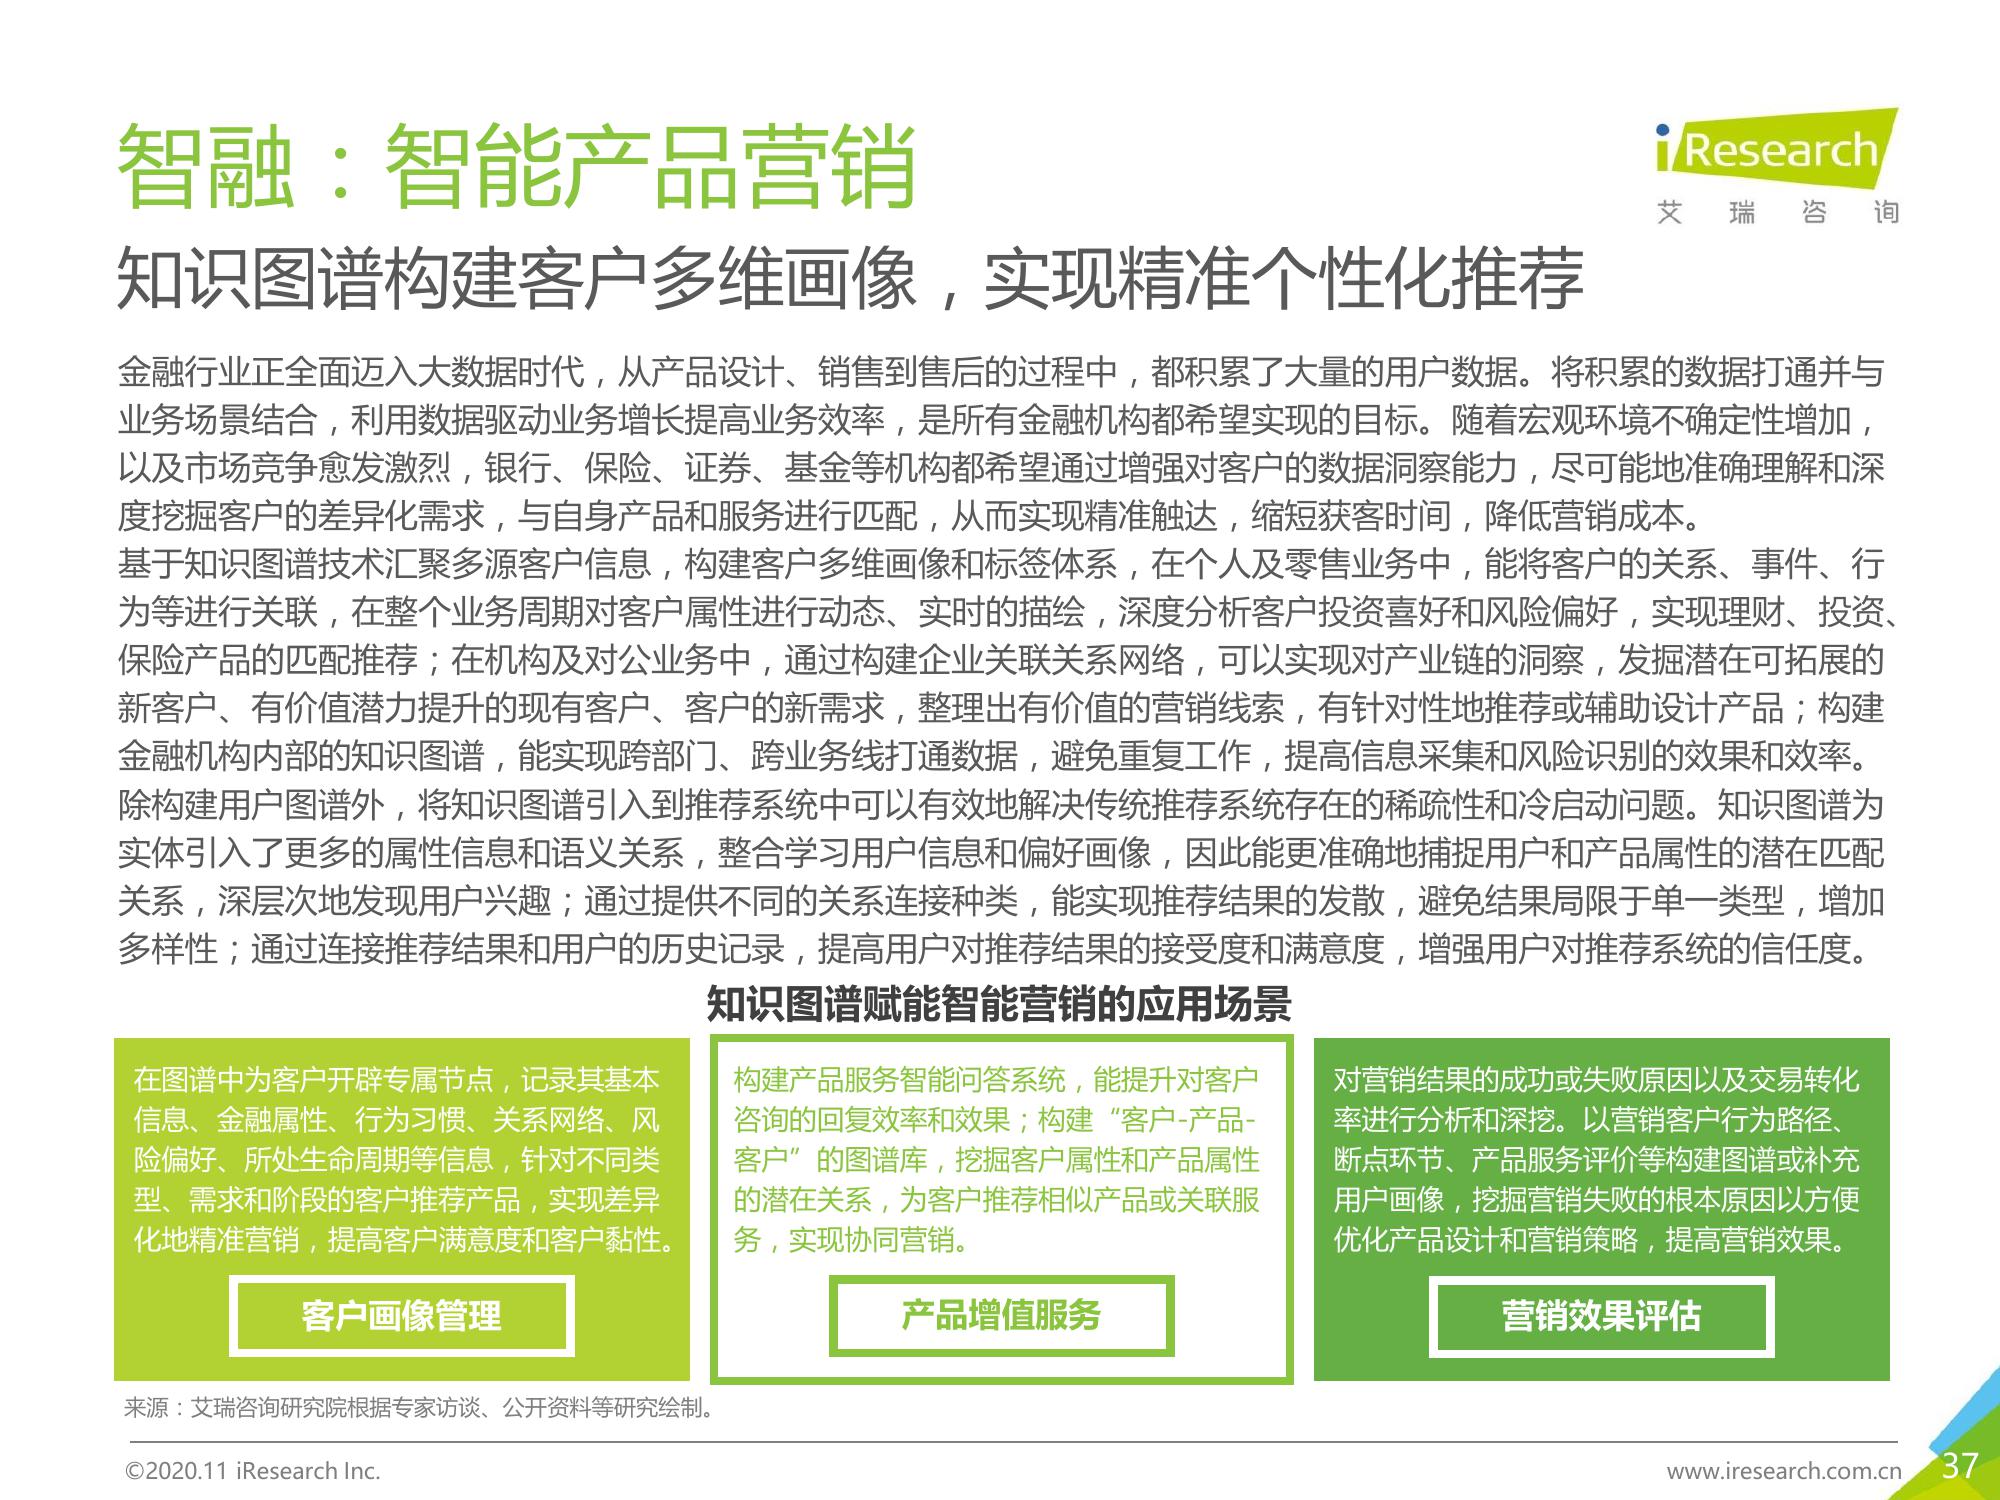 智融：智能产品营销
iResearch
艾瑞咨询
知识图谱构建客户多维画像，实现精准个性化推荐
金融行业正全面迈入大数据时代，从产品设计、销售到售后的过程中，都积累了大量的用户数据。将积累的数据打通并与
业务场景结合，利用数据驱动业务增长提高业务效率，是所有金融机构都希望实现的目标。随着宏观环境不确定性增加，
以及市场竞争愈发激烈，银行、保险、证券、基金等机构都希望通过增强对客户的数据洞察能力，尽可能地准确理解和深
度挖掘客户的差异化需求，与自身产品和服务进行匹配，从而实现精准触达，缩短获客时间，降低营销成本。
基于知识图谱技术汇聚多源客户信息，构建客户多维画像和标签体系，在个人及零售业务中，能将客户的关系、事件、行
为等进行关联，在整个业务周期对客户属性进行动态、实时的描绘，深度分析客户投资喜好和风险偏好，实现理财、投资、
保险产品的匹配推荐；在机构及对公业务中，通过构建企业关联关系网络，可以实现对产业链的洞察，发掘潜在可拓展的
新客户、有价值潜力提升的现有客户、客户的新需求，整理出有价值的营销线索，有针对性地推荐或辅助设计产品；构建
金融机构内部的知识图谱，能实现跨部门、跨业务线打通数据，避免重复工作，提高信息采集和风险识别的效果和效率。
除构建用户图谱外，将知识图谱引入到推荐系统中可以有效地解决传统推荐系统存在的稀疏性和冷启动问题。知识图谱为
实体引入了更多的属性信息和语义关系，整合学习用户信息和偏好画像，因此能更准确地捕捉用户和产品属性的潜在匹配
关系，深层次地发现用户兴趣；通过提供不同的关系连接种类，能实现推荐结果的发散，避免结果局限于单一类型，增加
多样性；通过连接推荐结果和用户的历史记录，提高用户对推荐结果的接受度和满意度，增强用户对推荐系统的信任度。
知识图谱赋能智能营销的应用场景
在图谱中为客户开辟专属节点，记录其基本
信息、金融属性、行为习惯、关系网络、风
险偏好、所处生命周期等信息，针对不同类
型、需求和阶段的客户推荐产品，实现差异
化地精准营销，提高客户满意度和客户黏性。
客户画像管理
构建产品服务智能问答系统，能提升对客户
咨询的回复效率和效果；构建“客户-产品-
客户”的图谱库，挖掘客户属性和产品属性
的潜在关系，为客户推荐相似产品或关联服
务，实现协同营销。
产品增值服务
对营销结果的成功或失败原因以及交易转化
率进行分析和深挖。以营销客户行为路径、
断点环节、产品服务评价等构建图谱或补充
用户画像，挖掘营销失败的根本原因以方便
优化产品设计和营销策略，提高营销效果。
营销效果评估
来源：艾瑞咨询研究院根据专家访谈、公开资料等研究绘制。
©2020.11 iResearch Inc.
www.iresearch.com.cn
37